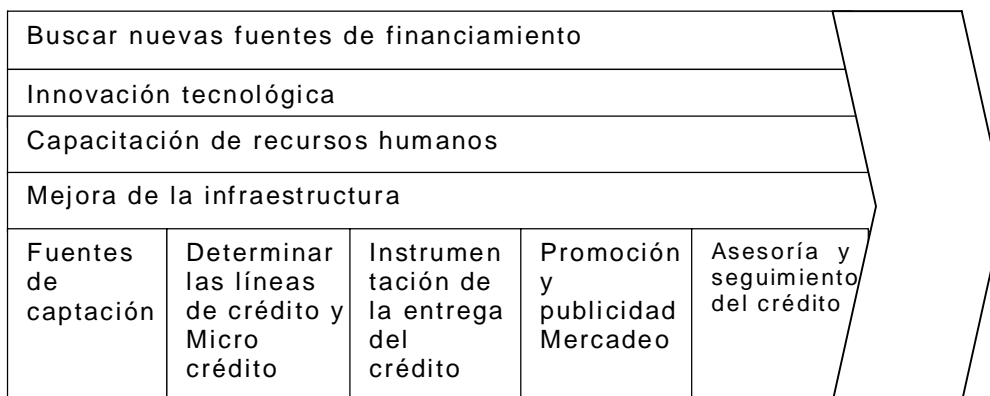 Buscar nuevas fuentes de financiamiento
Innovación tecnológica
Capacitación de recursos humanos
Mejora de la infraestructura
Fuentes
de
captación
Determinar
las líneas
de crédito y
Micro
crédito
Instrumen
tación de
la entrega
del
crédito
Promoción
y
publicidad
Mercadeo
Asesoría y
seguimiento
del crédito